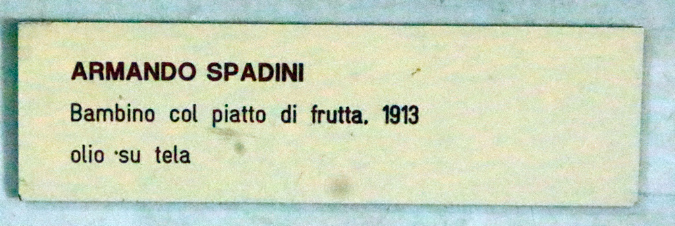 ARMANDO SPADINI
Bambino col piatto di frutta. 1913
olio su tela